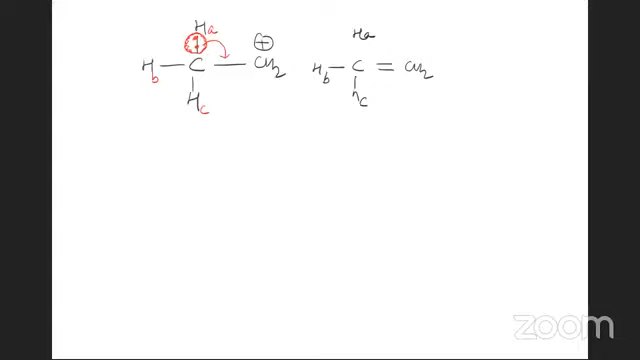 Ha Ha
⊕
Hb — C — CH2 Hb — C = CH2
Hc Hc
zoom